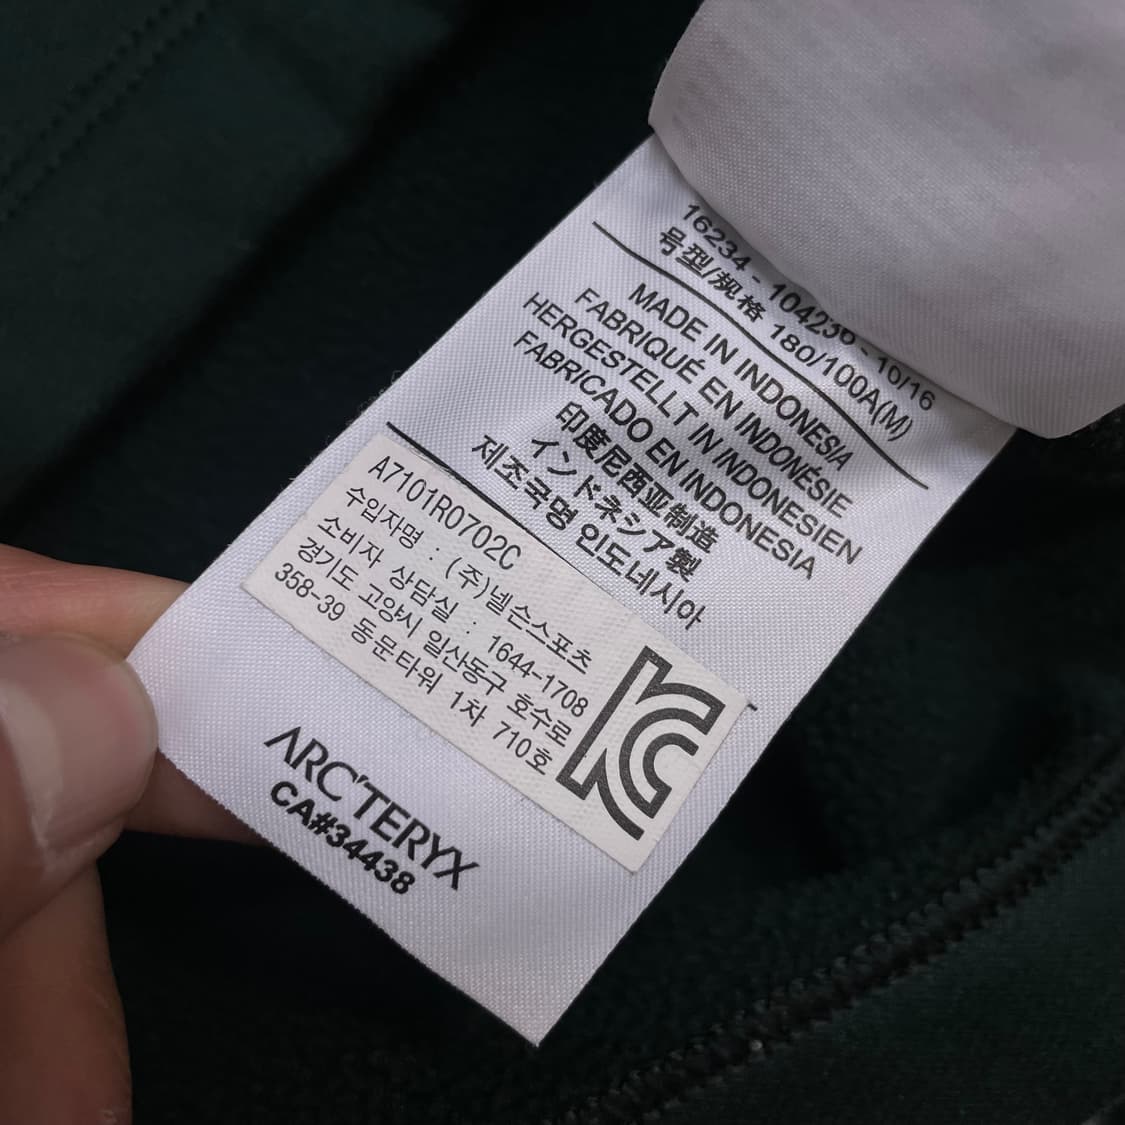 16234 - 104236 - 10/16
号型/规格 180/100A(M)
MADE IN INDONESIA
FABRIQUÉ EN INDONÉSIE
HERGESTELLT IN INDONESIEN
FABRICADO EN INDONESIA
印度尼西亚制造
インドネシア製
제조국명 인도네시아
A7101R0702C
수입자명 : (주)넬슨스포츠
소비자 상담실 : 1644-1708
경기도 고양시 일산동구 호수로
358-39 동문타워 1차 710호
ARC'TERYX
CA#34438